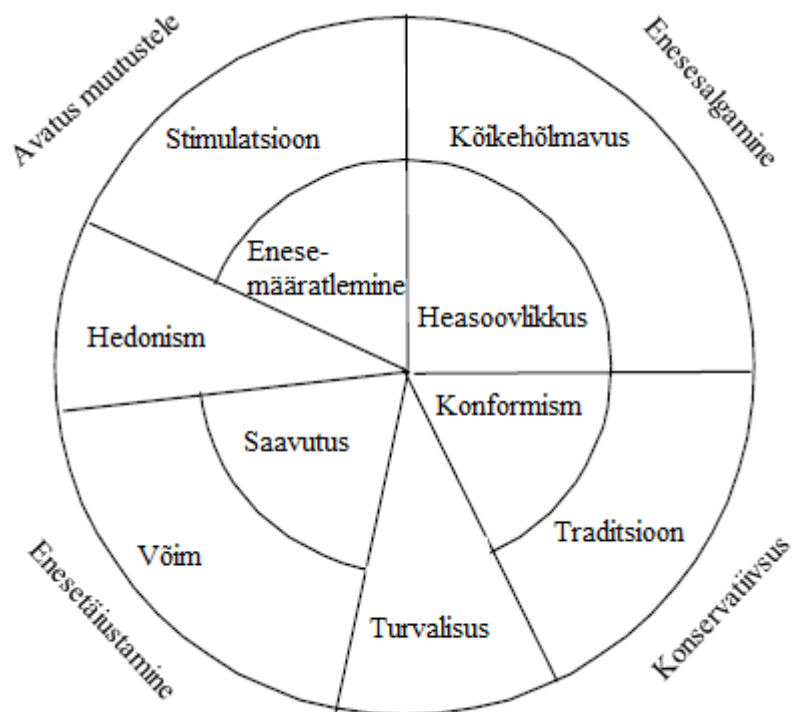 Avatus muutustele
Enesesalgamine
Stimulatsioon
Kõikehõlmavus
Enese-
määratlemine
Heasoovlikkus
Hedonism
Konformism
Saavutus
Võim
Traditsioon
Turvalisus
Enesetäiustamine
Konservatiivsus